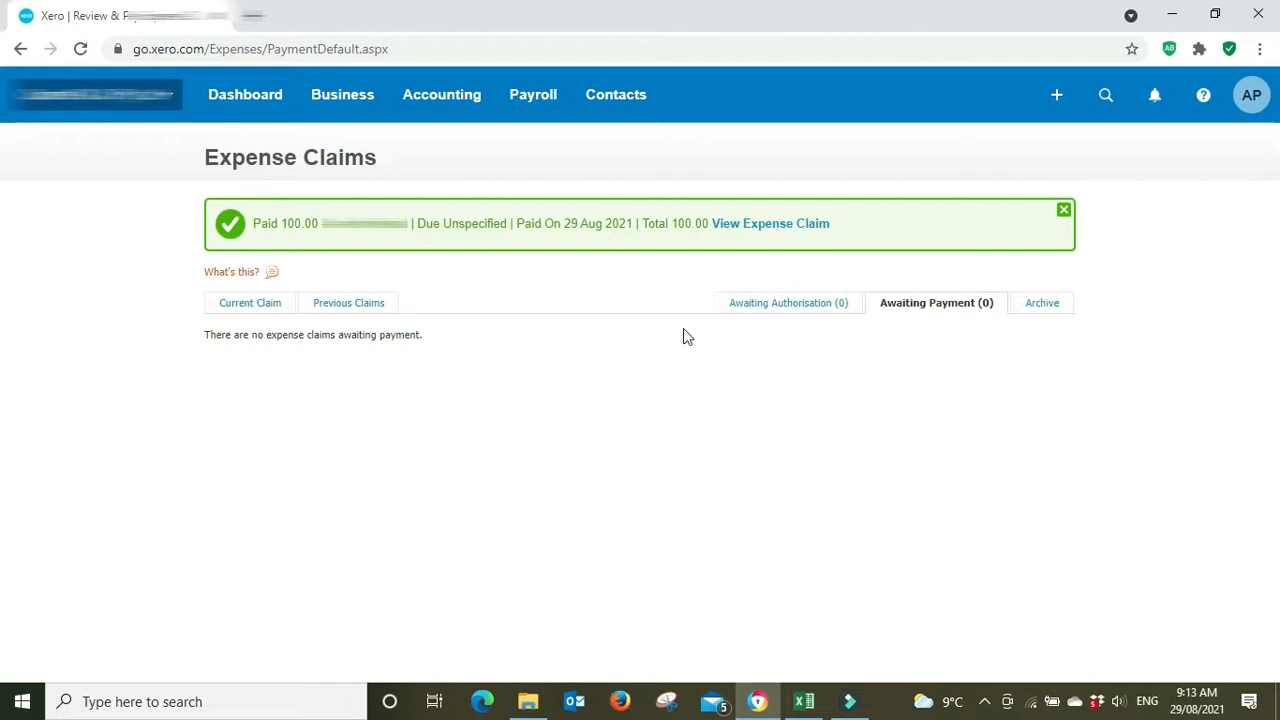 Xero | Review & P
go.xero.com/Expenses/PaymentDefault.aspx
AB
Dashboard Business Accounting Payroll Contacts
AP
Expense Claims
Paid 100.00 | Due Unspecified | Paid On 29 Aug 2021 | Total 100.00 View Expense Claim
What's this?
Current Claim Previous Claims Awaiting Authorisation (0) Awaiting Payment (0) Archive
There are no expense claims awaiting payment.
Type here to search
5
9°C
ENG
9:13 AM
29/08/2021